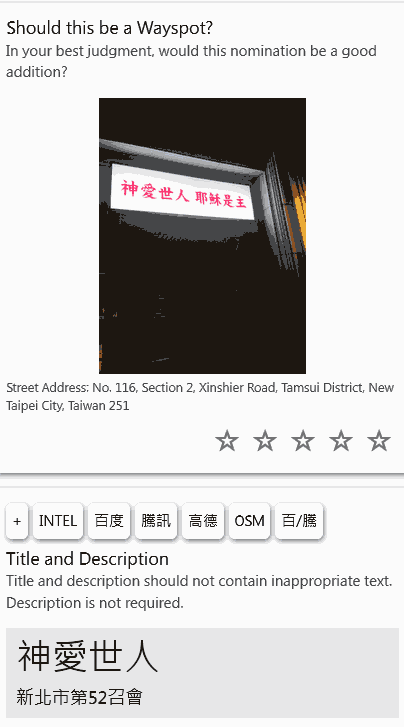 Should this be a Wayspot?
In your best judgment, would this nomination be a good
addition?
神愛世人 耶穌是主
Street Address: No. 116, Section 2, Xinshier Road, Tamsui District, New
Taipei City, Taiwan 251
+ INTEL 百度 騰訊 高德 OSM 百/騰
Title and Description
Title and description should not contain inappropriate text.
Description is not required.
神愛世人
新北市第52召會